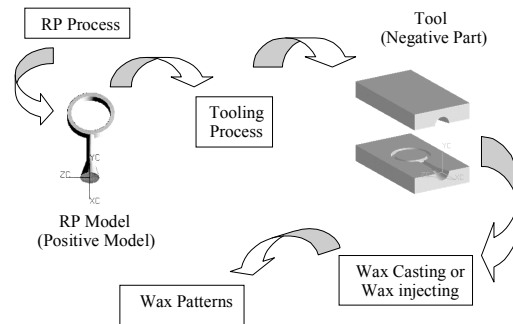 RP Process
Tool
(Negative Part)
Tooling
Process
YC
ZC
XC
YC
RP Model
(Positive Model)
Wax Casting or
Wax injecting
Wax Patterns